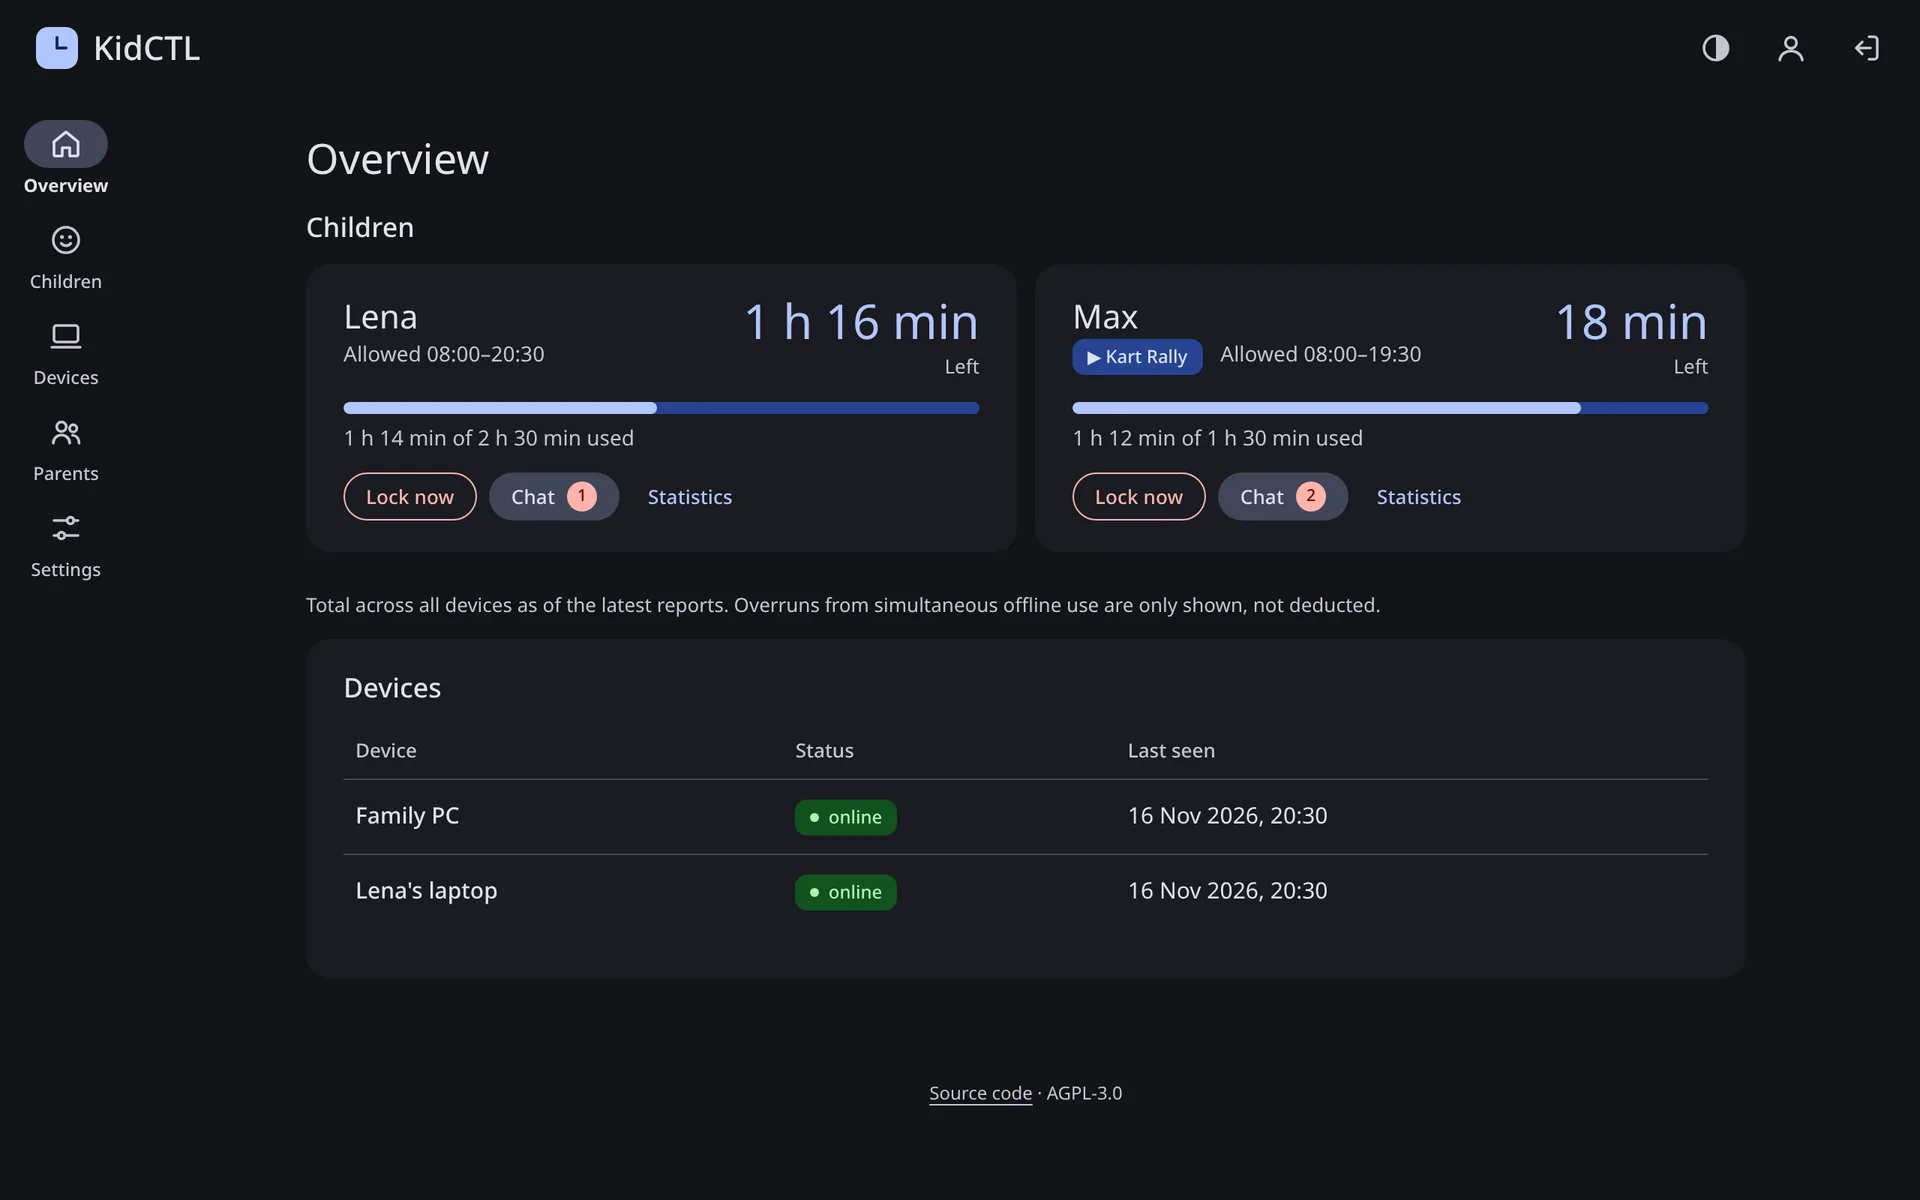 KidCTL
Overview
Children
Devices
Parents
Settings
Overview
Children
Lena
Allowed 08:00–20:30
1 h 16 min
Left
1 h 14 min of 2 h 30 min used
Lock now
Chat 1
Statistics
Max
▶ Kart Rally
Allowed 08:00–19:30
18 min
Left
1 h 12 min of 1 h 30 min used
Lock now
Chat 2
Statistics
Total across all devices as of the latest reports. Overruns from simultaneous offline use are only shown, not deducted.
Devices
Device Status Last seen
Family PC online 16 Nov 2026, 20:30
Lena's laptop online 16 Nov 2026, 20:30
Source code · AGPL-3.0